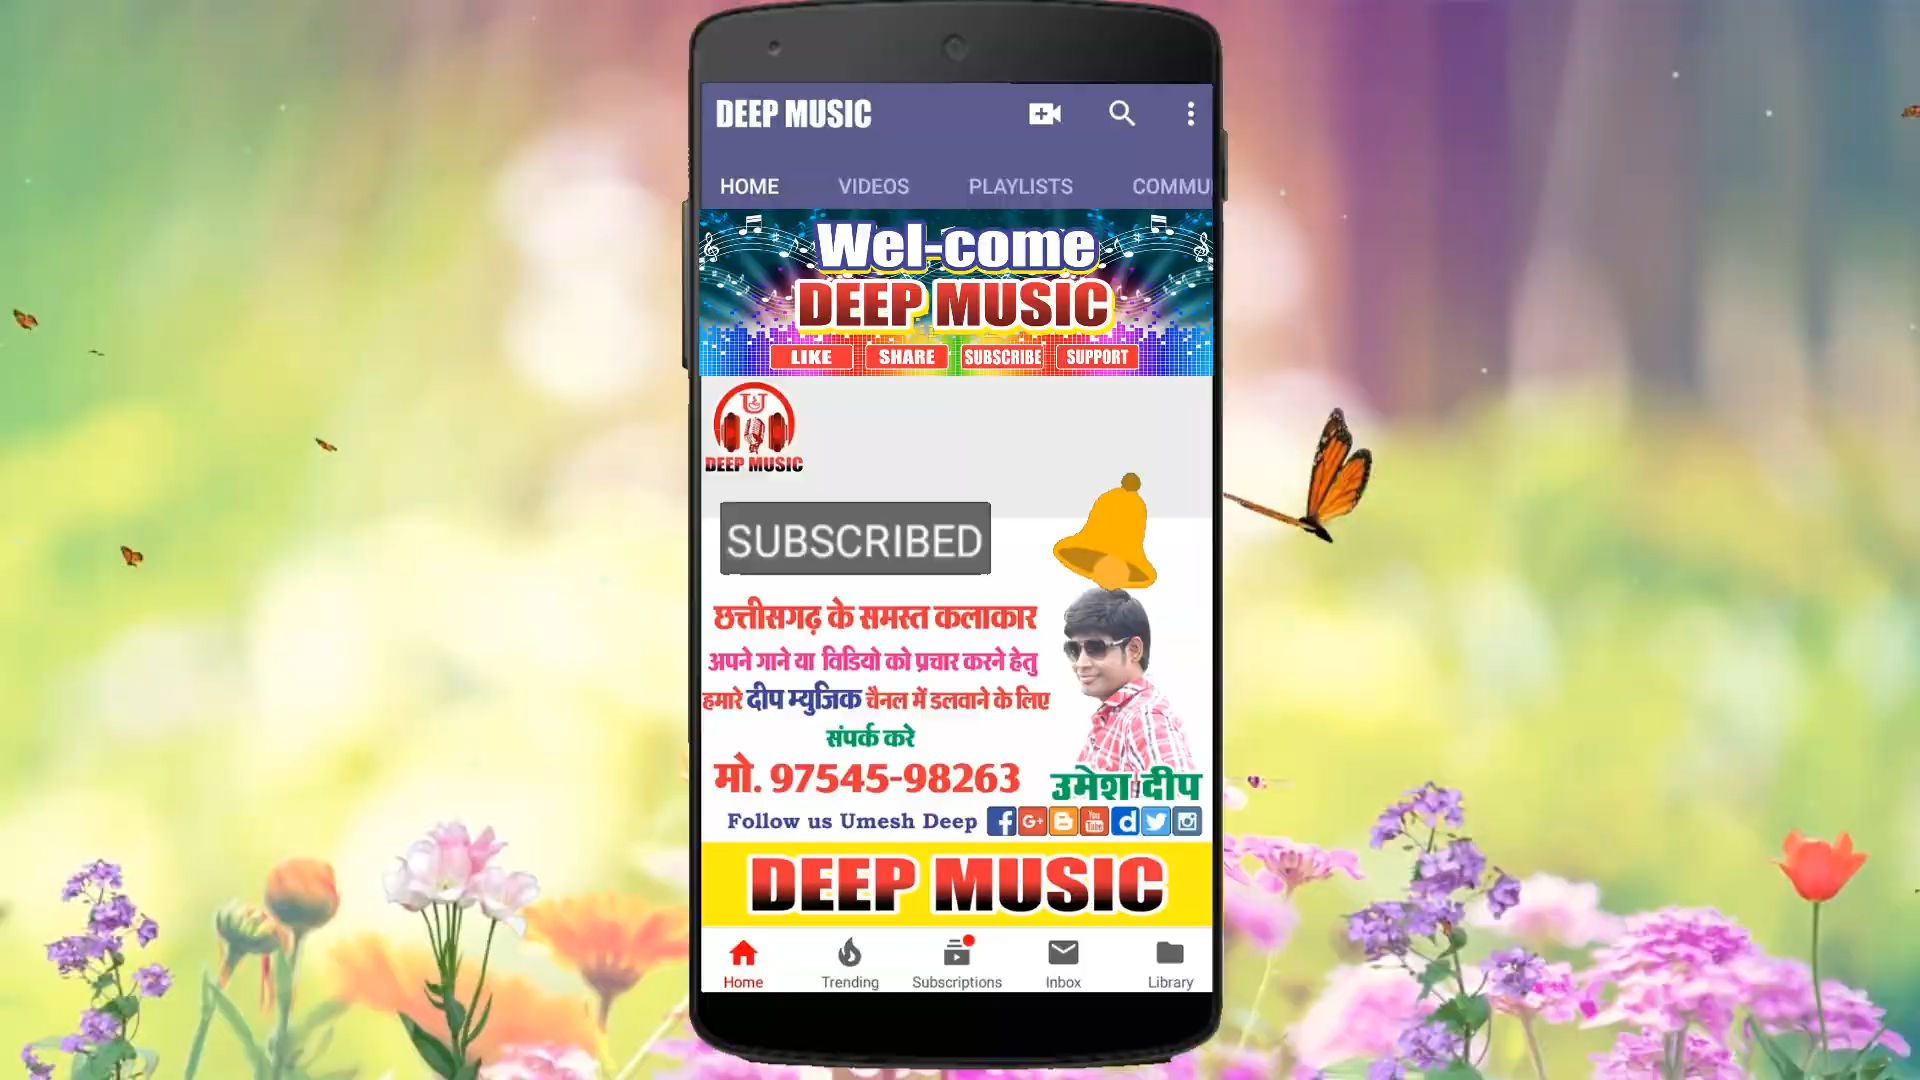 DEEP MUSIC
HOME VIDEOS PLAYLISTS COMMU
Wel-come
DEEP MUSIC
LIKE SHARE SUBSCRIBE SUPPORT
U
DEEP MUSIC
SUBSCRIBED
छत्तीसगढ़ के समस्त कलाकार
अपने गाने या विडियो को प्रचार करने हेतु
हमारे दीप म्युजिक चैनल में डलवाने के लिए
संपर्क करे
मो. 97545-98263
उमेश दीप
Follow us Umesh Deep f G+ B You Tube d
DEEP MUSIC
Home Trending Subscriptions Inbox Library